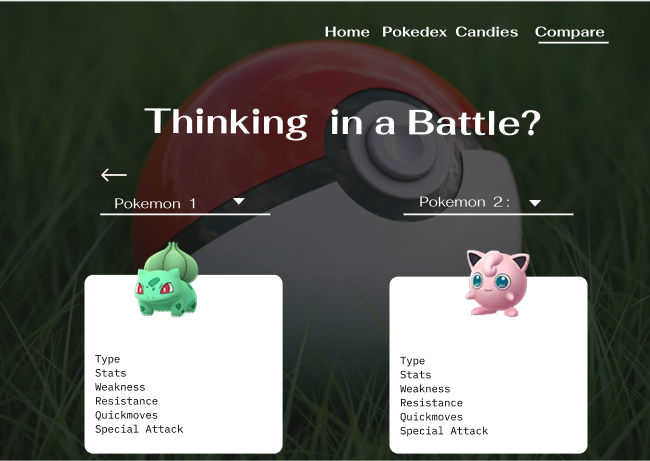 Home Pokedex Candies Compare
Thinking in a Battle?
Pokemon 1
Pokemon 2:
Type
Stats
Weakness
Resistance
Quickmoves
Special Attack
Type
Stats
Weakness
Resistance
Quickmoves
Special Attack